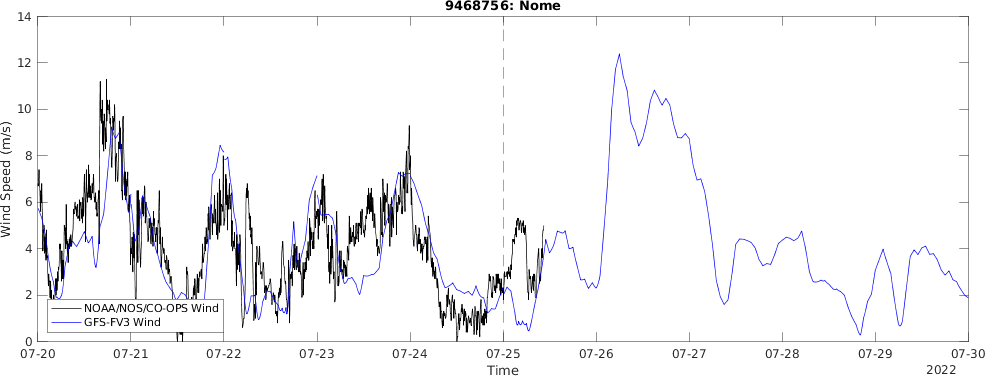 9468756: Nome
14
12
10
8
6
4
2
0
Wind Speed (m/s)
NOAA/NOS/CO-OPS Wind
GFS-FV3 Wind
07-20 07-21 07-22 07-23 07-24 07-25 07-26 07-27 07-28 07-29 07-30
Time
2022